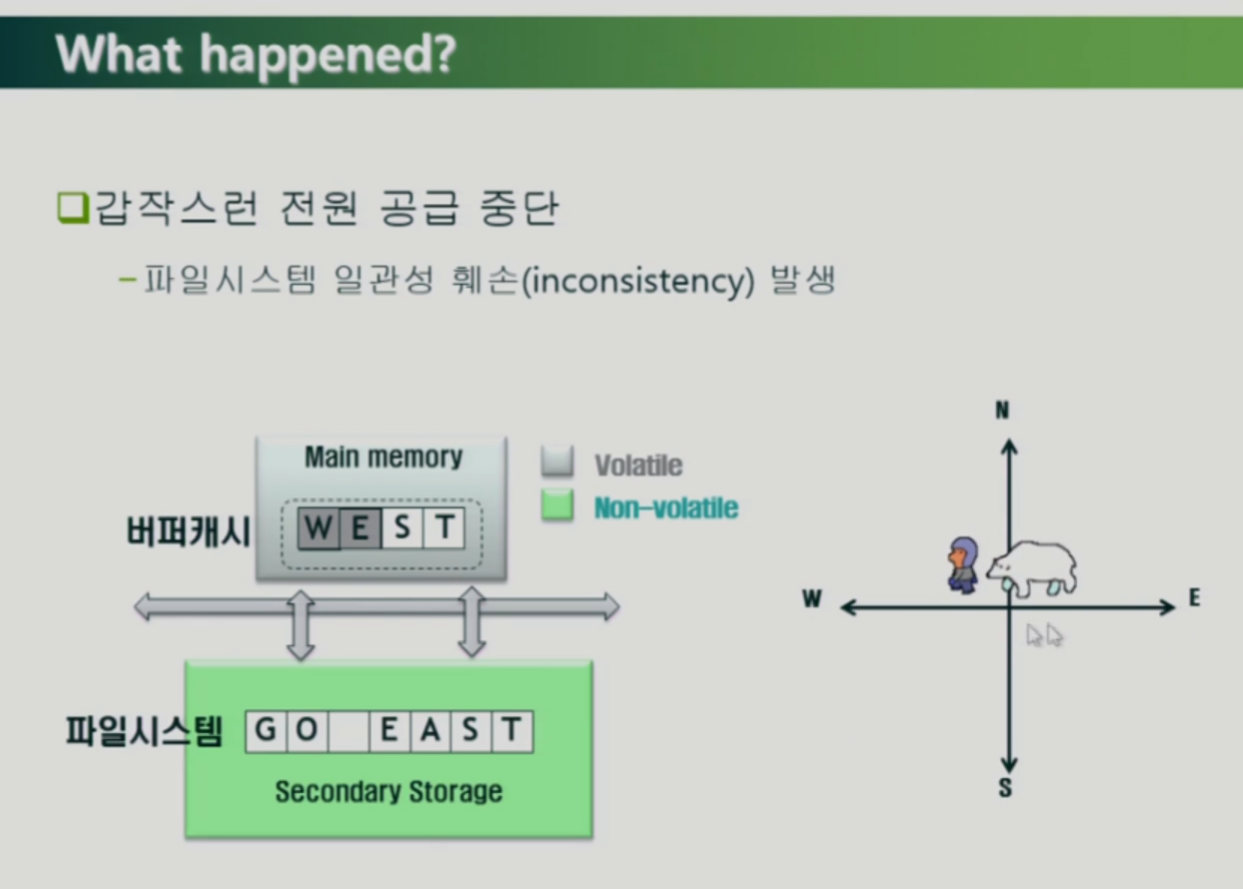 What happened?
갑작스런 전원 공급 중단
–파일시스템 일관성 훼손(inconsistency) 발생
Main memory
Volatile
Non-volatile
버퍼캐시
W E S T
파일시스템
G O E A S T
Secondary Storage
N
W
E
S